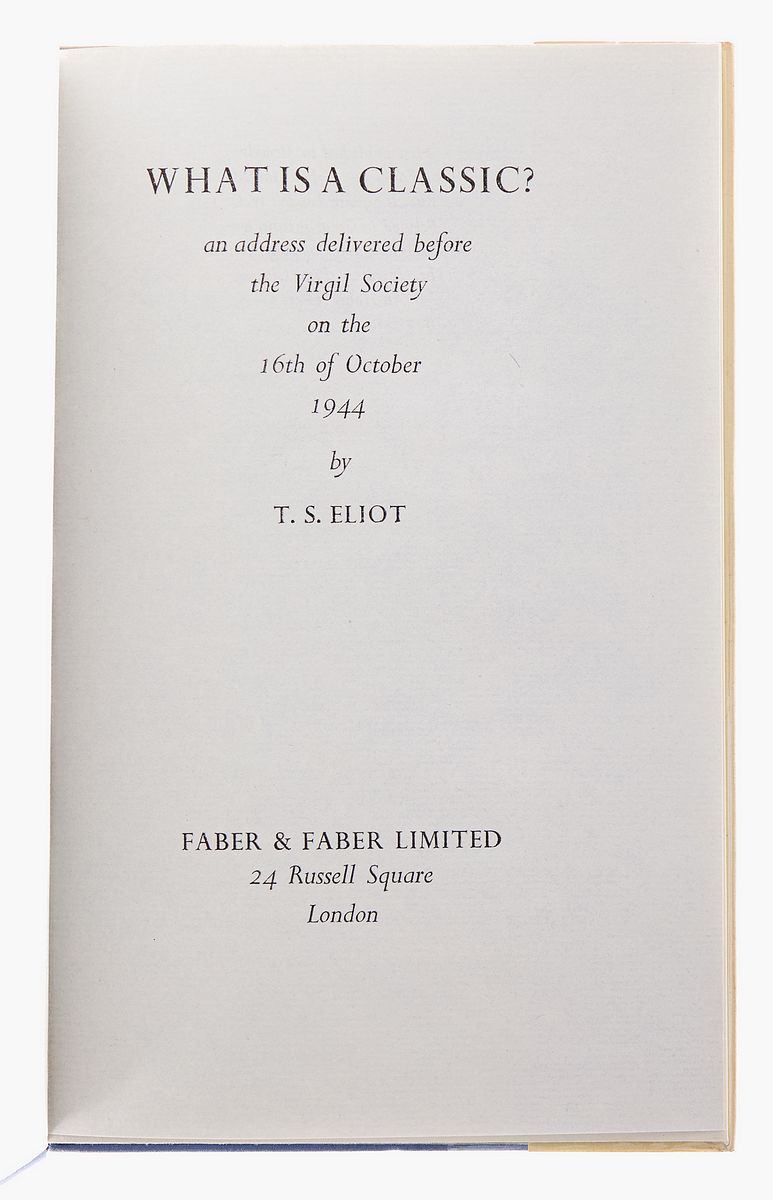 WHAT IS A CLASSIC?
an address delivered before
the Virgil Society
on the
16th of October
1944
by
T. S. ELIOT
FABER & FABER LIMITED
24 Russell Square
London